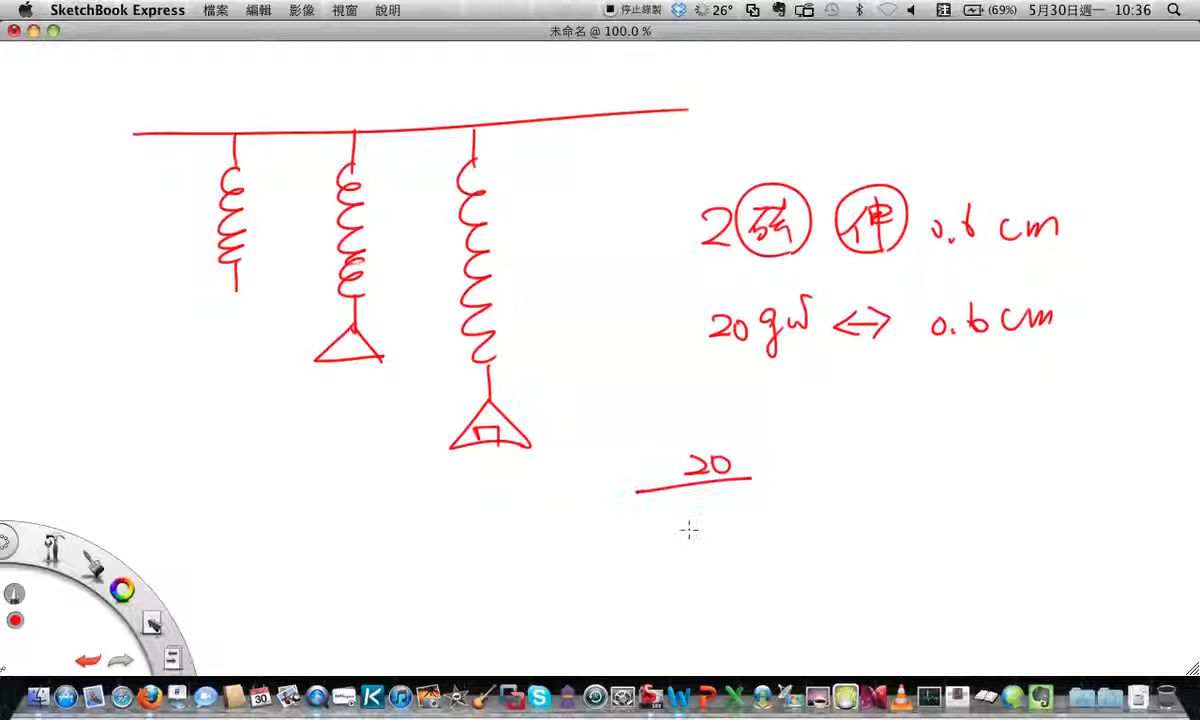 SketchBook Express 檔案 編輯 影像 視窗 說明 停止錄製 26° 注 (69%) 5月30日週一 10:36
未命名 @ 100.0 %
2 砝 伸 0.6 cm
20 gw ⇔ 0.6 cm
20